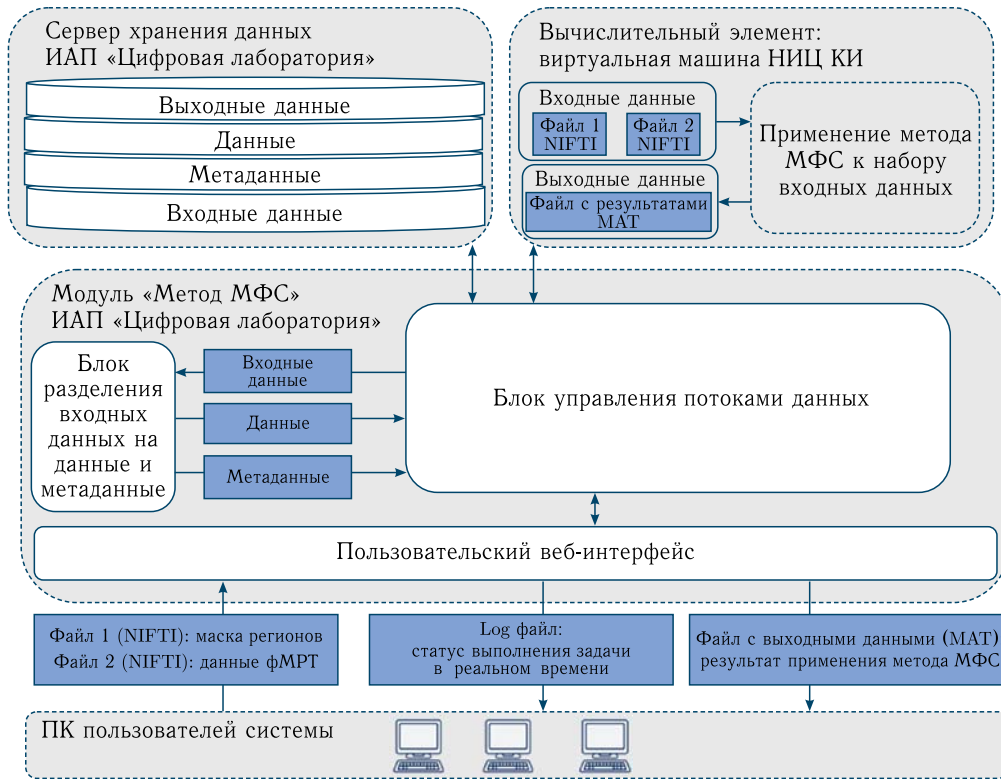 Сервер хранения данных
ИАП «Цифровая лаборатория»
Выходные данные
Данные
Метаданные
Входные данные
Вычислительный элемент:
виртуальная машина НИЦ КИ
Входные данные
Файл 1
NIFTI
Файл 2
NIFTI
Выходные данные
Файл с результатами
МАТ
Применение метода
МФС к набору
входных данных
Модуль «Метод МФС»
ИАП «Цифровая лаборатория»
Блок
разделения
входных
данных на
данные и
метаданные
Входные
данные
Данные
Метаданные
Блок управления потоками данных
Пользовательский веб-интерфейс
Файл 1 (NIFTI): маска регионов
Файл 2 (NIFTI): данные фМРТ
Log файл:
статус выполнения задачи
в реальном времени
Файл с выходными данными (МАТ)
результат применения метода МФС
ПК пользователей системы